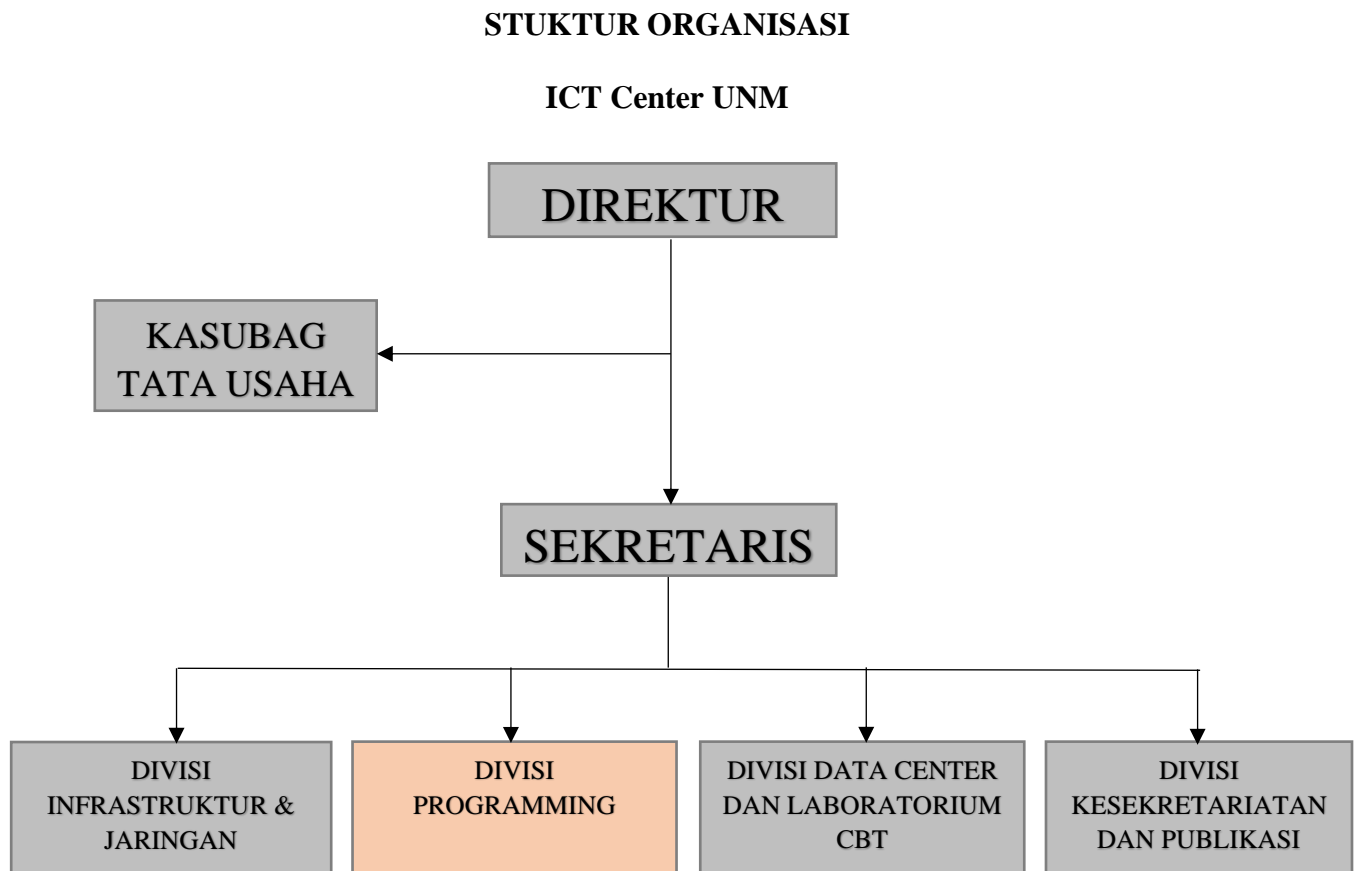 STUKTUR ORGANISASI
ICT Center UNM
DIREKTUR
KASUBAG
TATA USAHA
SEKRETARIS
DIVISI
INFRASTRUKTUR &
JARINGAN
DIVISI
PROGRAMMING
DIVISI DATA CENTER
DAN LABORATORIUM
CBT
DIVISI
KESEKRETARIATAN
DAN PUBLIKASI